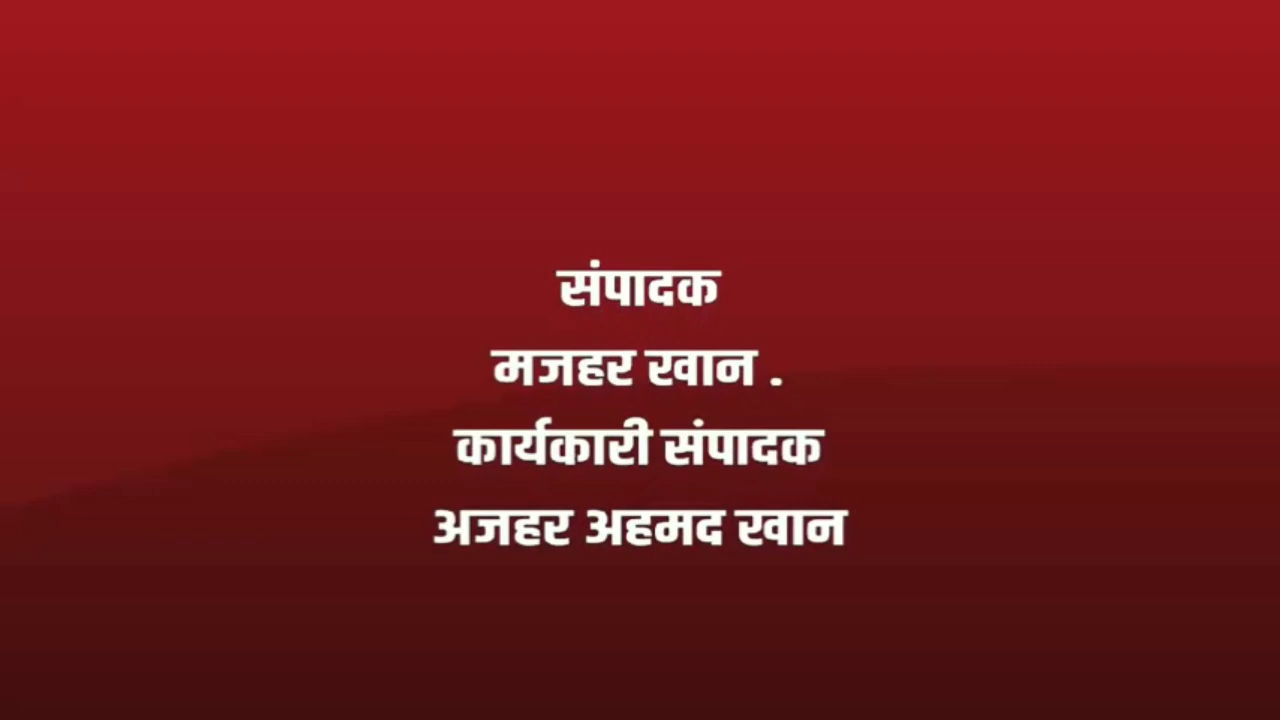 संपादक
मजहर खान .
कार्यकारी संपादक
अजहर अहमद खान